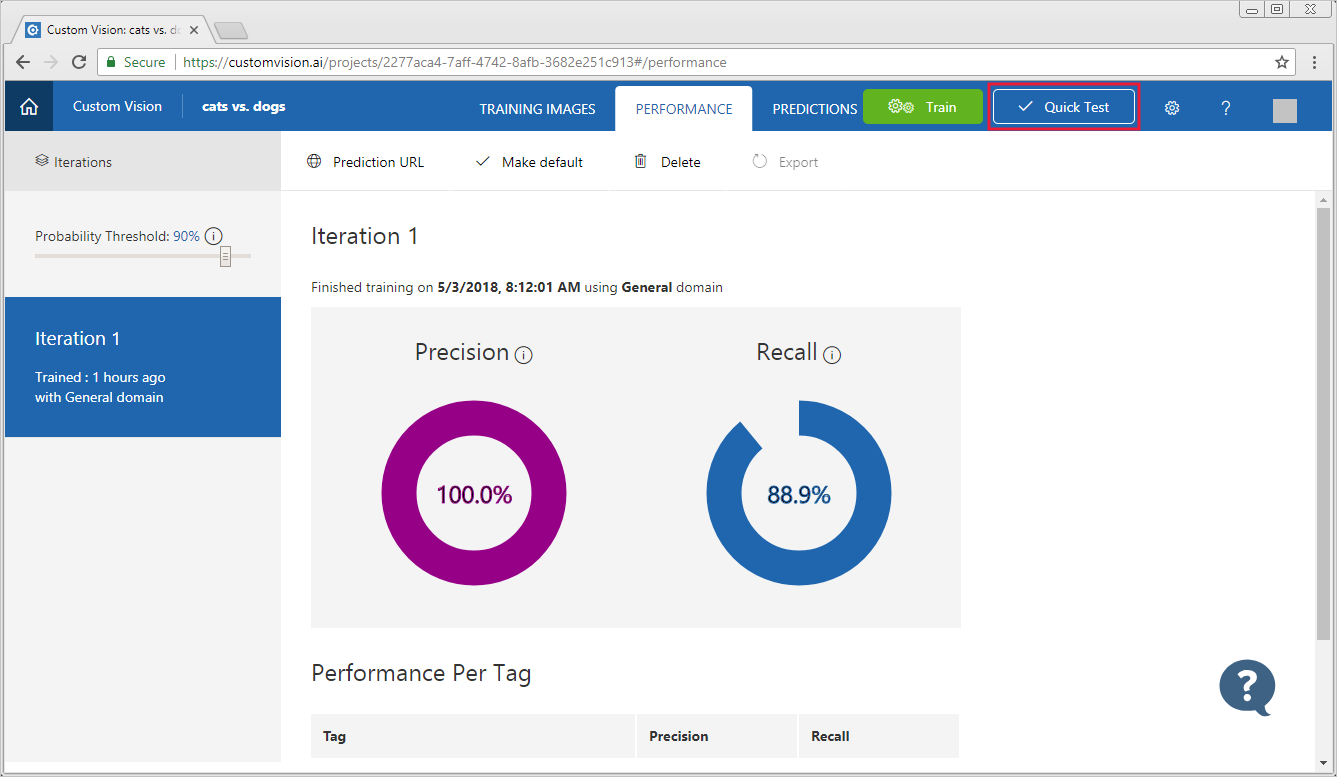 Custom Vision: cats vs. do
Secure https://customvision.ai/projects/2277aca4-7aff-4742-8afb-3682e251c913#/performance
Custom Vision cats vs. dogs TRAINING IMAGES PERFORMANCE PREDICTIONS Train Quick Test ?
Iterations Prediction URL Make default Delete Export
Probability Threshold: 90% i
Iteration 1
Trained : 1 hours ago
with General domain
Iteration 1
Finished training on 5/3/2018, 8:12:01 AM using General domain
Precision i Recall i
100.0% 88.9%
Performance Per Tag
?
Tag Precision Recall